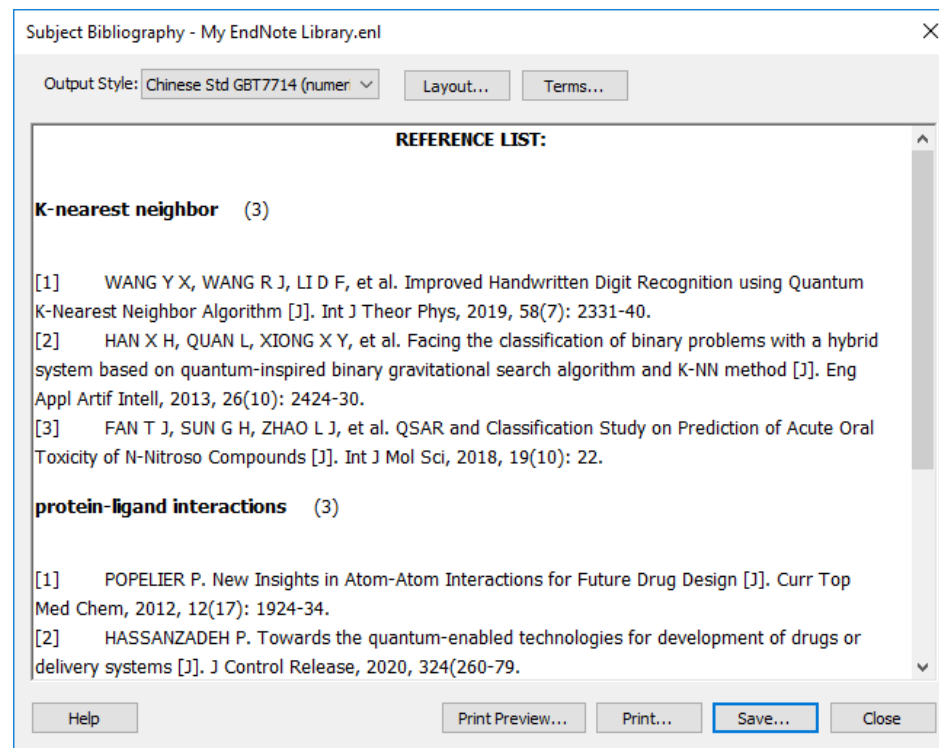 Subject Bibliography - My EndNote Library.enl
Output Style: Chinese Std GBT7714 (numeri Layout... Terms...
REFERENCE LIST:
K-nearest neighbor (3)
[1] WANG Y X, WANG R J, LI D F, et al. Improved Handwritten Digit Recognition using Quantum
K-Nearest Neighbor Algorithm [J]. Int J Theor Phys, 2019, 58(7): 2331-40.
[2] HAN X H, QUAN L, XIONG X Y, et al. Facing the classification of binary problems with a hybrid
system based on quantum-inspired binary gravitational search algorithm and K-NN method [J]. Eng
Appl Artif Intell, 2013, 26(10): 2424-30.
[3] FAN T J, SUN G H, ZHAO L J, et al. QSAR and Classification Study on Prediction of Acute Oral
Toxicity of N-Nitroso Compounds [J]. Int J Mol Sci, 2018, 19(10): 22.
protein-ligand interactions (3)
[1] POPELIER P. New Insights in Atom-Atom Interactions for Future Drug Design [J]. Curr Top
Med Chem, 2012, 12(17): 1924-34.
[2] HASSANZADEH P. Towards the quantum-enabled technologies for development of drugs or
delivery systems [J]. J Control Release, 2020, 324(260-79.
Help Print Preview... Print... Save... Close